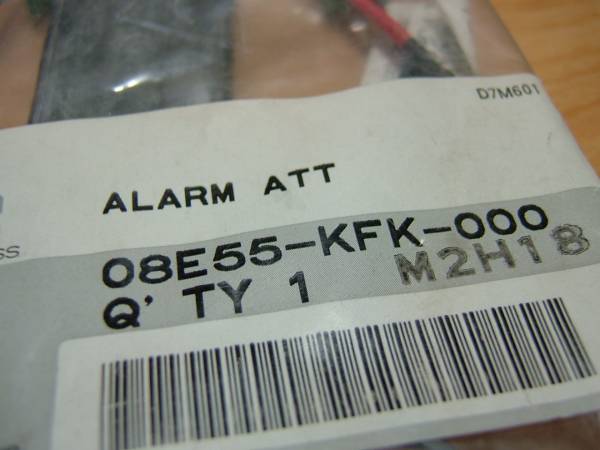 D7M601
ALARM ATT
08E55-KFK-000
Q' TY 1 M2H18